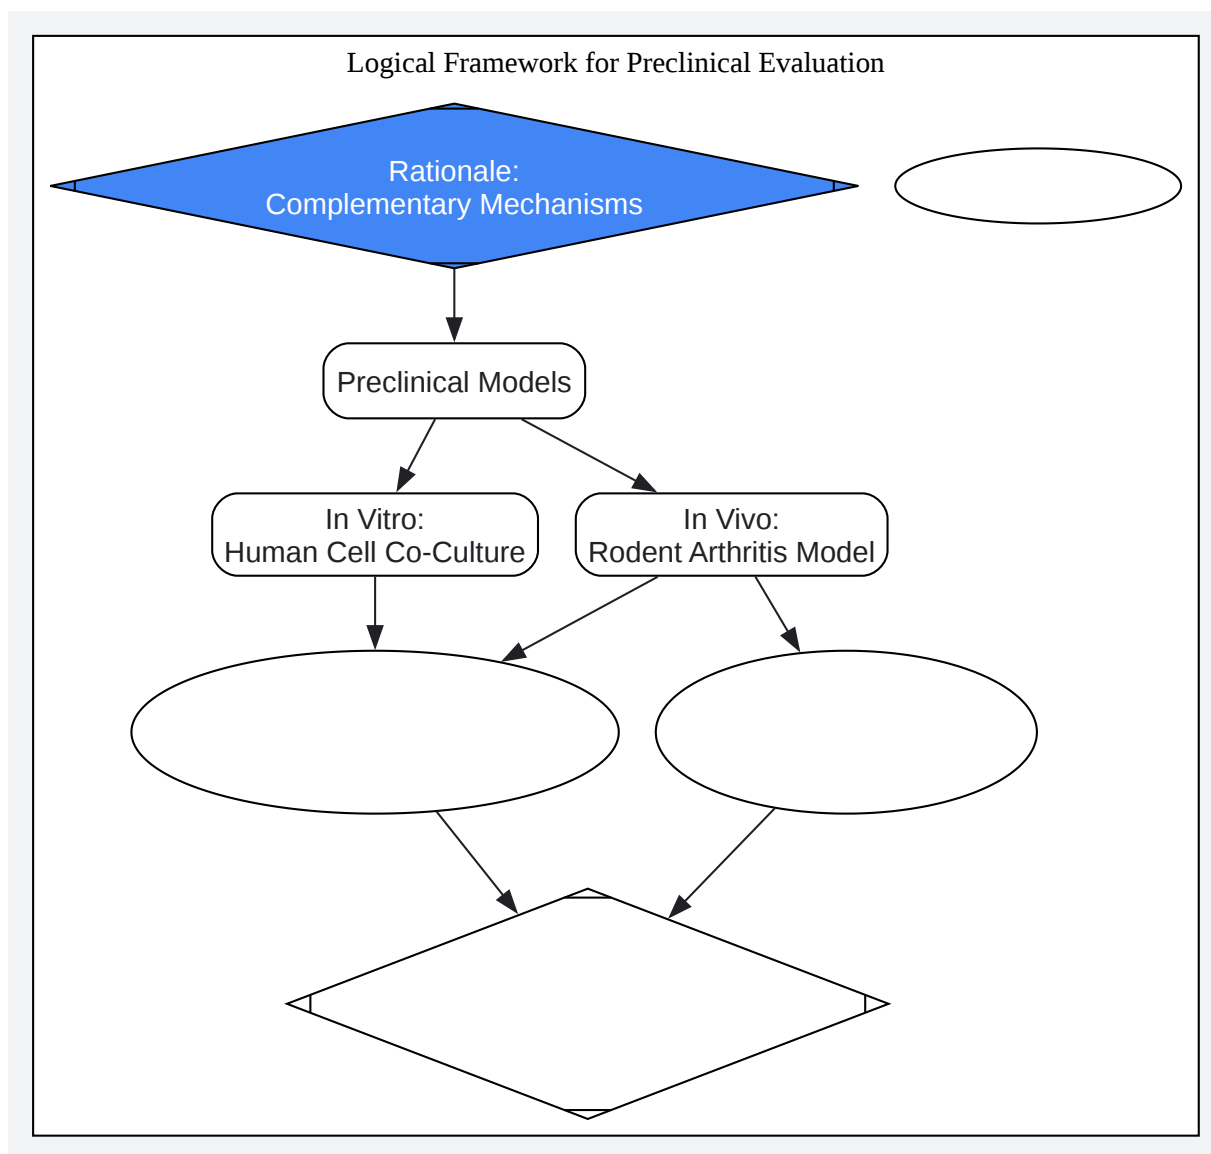 Logical Framework for Preclinical Evaluation
Rationale:
Complementary Mechanisms
Preclinical Models
In Vitro:
Human Cell Co-Culture
In Vivo:
Rodent Arthritis Model